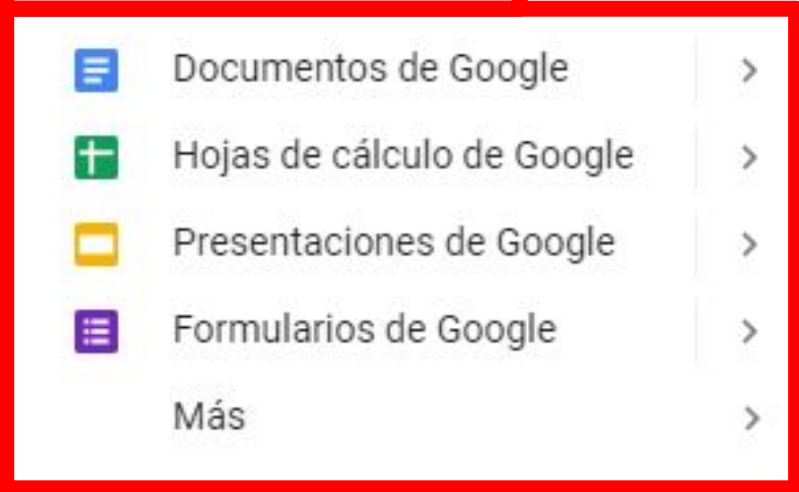 Documentos de Google
Hojas de cálculo de Google
Presentaciones de Google
Formularios de Google
Más